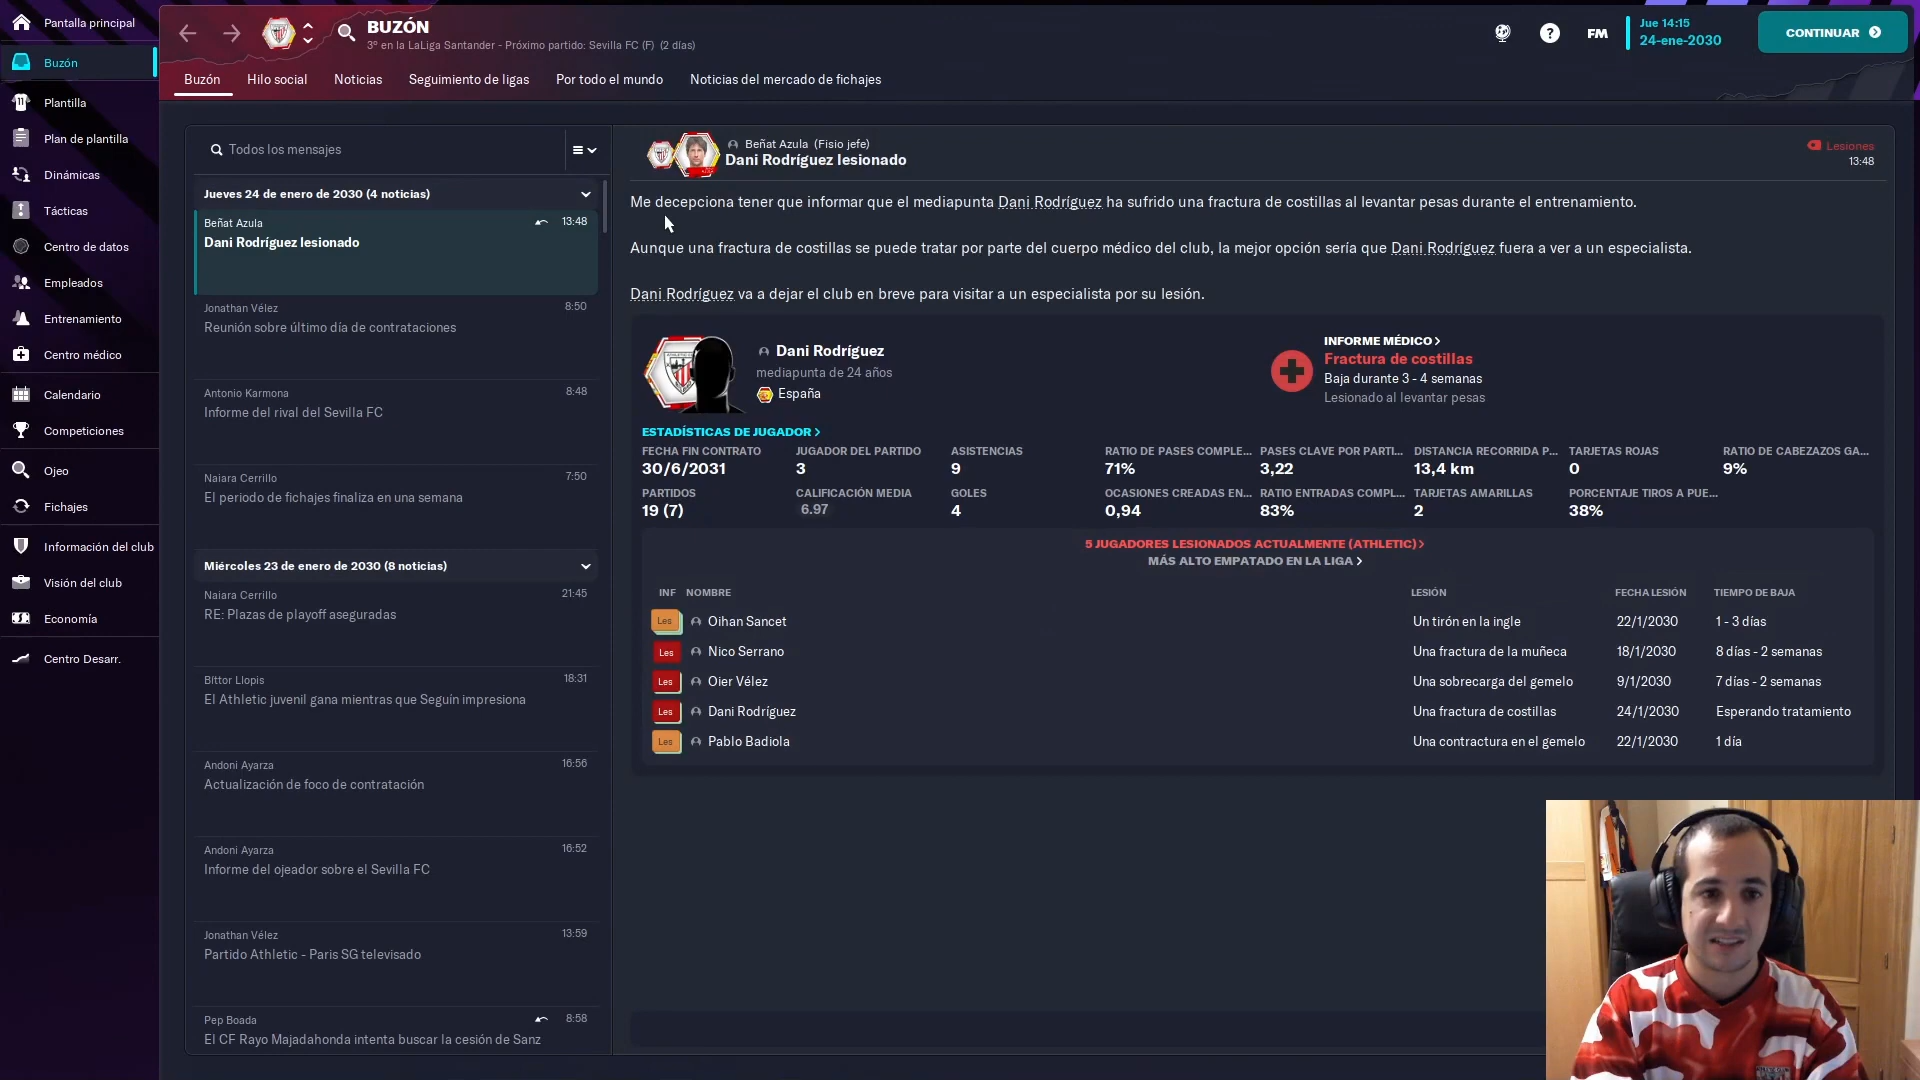 Pantalla principal
Buzón
Plantilla
Plan de plantilla
Dinámicas
Tácticas
Centro de datos
Empleados
Entrenamiento
Centro médico
Calendario
Competiciones
Ojeo
Fichajes
Información del club
Visión del club
Economía
Centro Desarr.
BUZÓN
3º en la LaLiga Santander - Próximo partido: Sevilla FC (F) (2 días)
FM
Jue 14:15
24-ene-2030
CONTINUAR
Buzón Hilo social Noticias Seguimiento de ligas Por todo el mundo Noticias del mercado de fichajes
Todos los mensajes
Jueves 24 de enero de 2030 (4 noticias)
Beñat Azula 13:48
Dani Rodríguez lesionado
Jonathan Vélez 8:50
Reunión sobre último día de contrataciones
Antonio Karmona 8:48
Informe del rival del Sevilla FC
Naiara Cerrillo 7:50
El periodo de fichajes finaliza en una semana
Miércoles 23 de enero de 2030 (8 noticias)
Naiara Cerrillo 21:45
RE: Plazas de playoff aseguradas
Bíttor Llopis 18:31
El Athletic juvenil gana mientras que Seguín impresiona
Andoni Ayarza 16:56
Actualización de foco de contratación
Andoni Ayarza 16:52
Informe del ojeador sobre el Sevilla FC
Jonathan Vélez 13:59
Partido Athletic - Paris SG televisado
Pep Boada 8:58
El CF Rayo Majadahonda intenta buscar la cesión de Sanz
Beñat Azula (Fisio jefe)
Dani Rodríguez lesionado
Lesiones
13:48
Me decepciona tener que informar que el mediapunta Dani Rodríguez ha sufrido una fractura de costillas al levantar pesas durante el entrenamiento.
Aunque una fractura de costillas se puede tratar por parte del cuerpo médico del club, la mejor opción sería que Dani Rodríguez fuera a ver a un especialista.
Dani Rodríguez va a dejar el club en breve para visitar a un especialista por su lesión.
Dani Rodríguez
mediapunta de 24 años
España
INFORME MÉDICO
Fractura de costillas
Baja durante 3 - 4 semanas
Lesionado al levantar pesas
ESTADÍSTICAS DE JUGADOR
FECHA FIN CONTRATO JUGADOR DEL PARTIDO ASISTENCIAS RATIO DE PASES COMPLE... PASES CLAVE POR PARTI... DISTANCIA RECORRIDA P... TARJETAS ROJAS RATIO DE CABEZAZOS GA...
30/6/2031 3 9 71% 3,22 13,4 km 0 9%
PARTIDOS CALIFICACIÓN MEDIA GOLES OCASIONES CREADAS EN... RATIO ENTRADAS COMPL... TARJETAS AMARILLAS PORCENTAJE TIROS A PUE...
19 (7) 6.97 4 0,94 83% 2 38%
5 JUGADORES LESIONADOS ACTUALMENTE (ATHLETIC)
MÁS ALTO EMPATADO EN LA LIGA
INF NOMBRE LESIÓN FECHA LESIÓN TIEMPO DE BAJA
Les Oihan Sancet Un tirón en la ingle 22/1/2030 1 - 3 días
Les Nico Serrano Una fractura de la muñeca 18/1/2030 8 días - 2 semanas
Les Oier Vélez Una sobrecarga del gemelo 9/1/2030 7 días - 2 semanas
Les Dani Rodríguez Una fractura de costillas 24/1/2030 Esperando tratamiento
Les Pablo Badiola Una contractura en el gemelo 22/1/2030 1 día